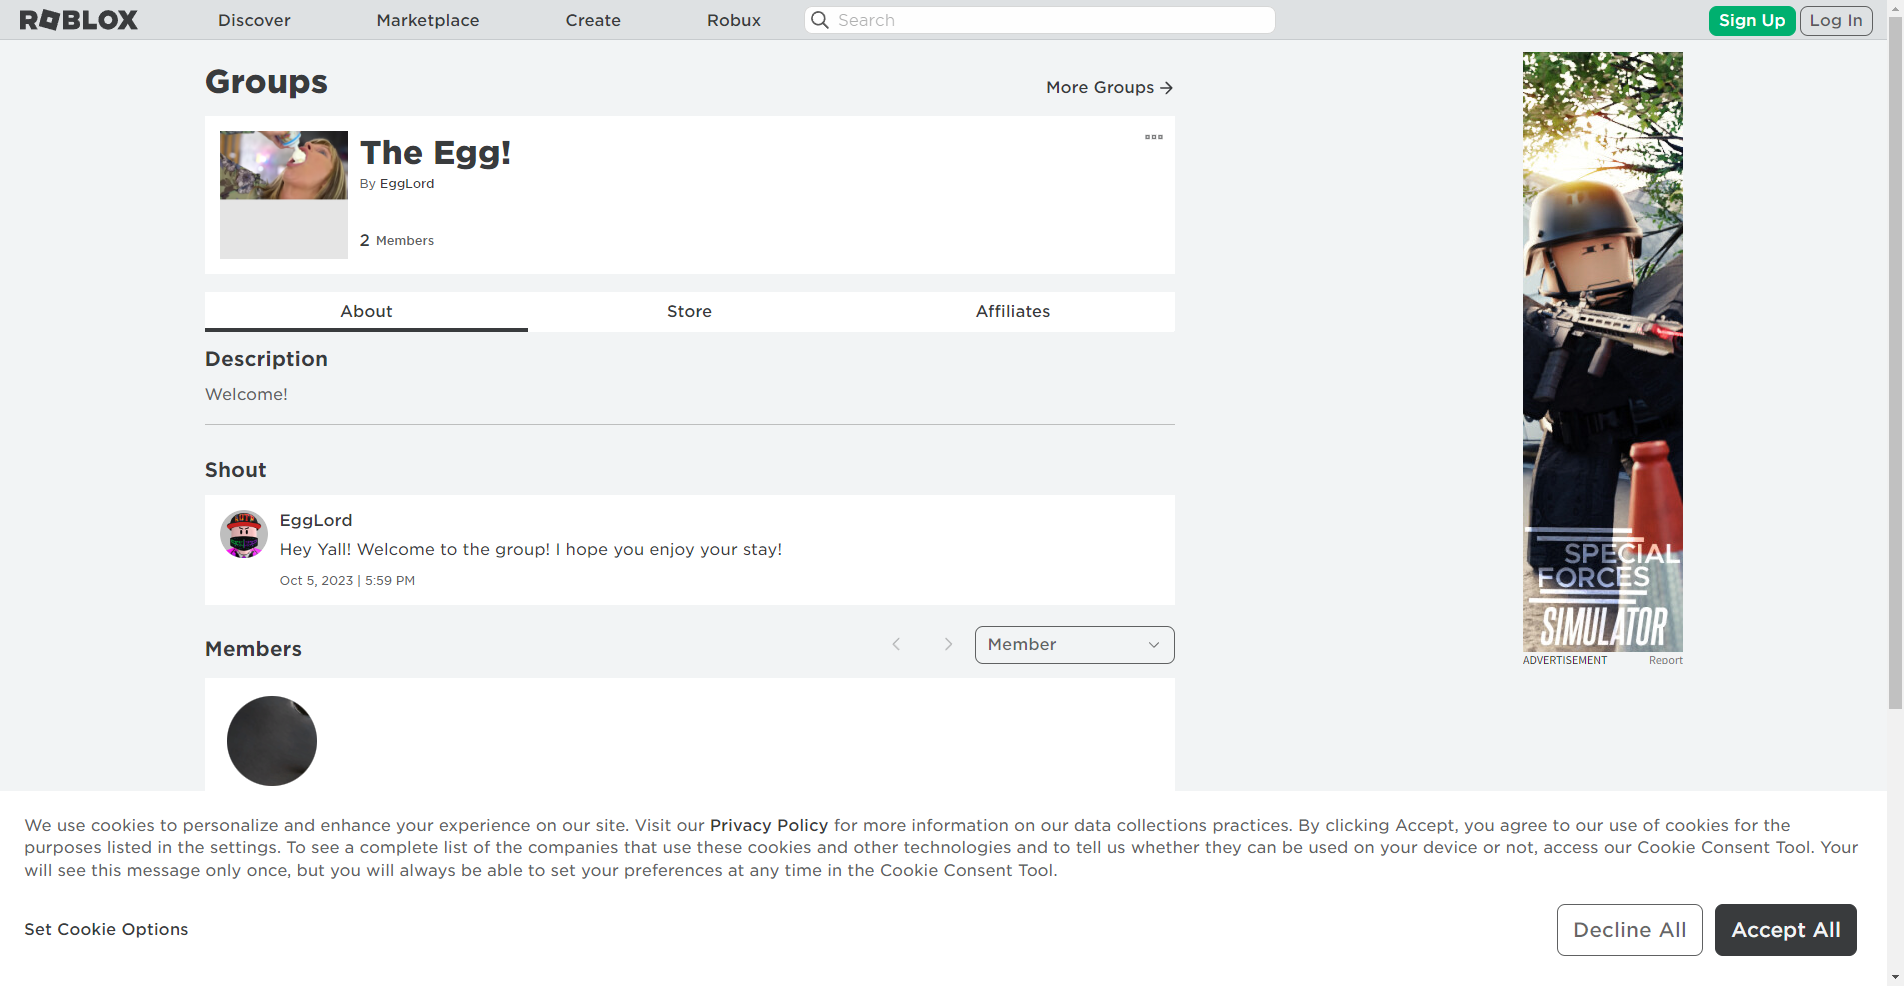 ROBLOX Discover Marketplace Create Robux Search Sign Up Log In
Groups
More Groups
The Egg!
By EggLord
2 Members
About Store Affiliates
Description
Welcome!
Shout
EggLord
Hey Yall! Welcome to the group! I hope you enjoy your stay!
Oct 5, 2023 | 5:59 PM
Members
Member
SPECIAL
FORCES
SIMULATOR
ADVERTISEMENT Report
We use cookies to personalize and enhance your experience on our site. Visit our Privacy Policy for more information on our data collections practices. By clicking Accept, you agree to our use of cookies for the
purposes listed in the settings. To see a complete list of the companies that use these cookies and other technologies and to tell us whether they can be used on your device or not, access our Cookie Consent Tool. Your
will see this message only once, but you will always be able to set your preferences at any time in the Cookie Consent Tool.
Set Cookie Options
Decline All
Accept All